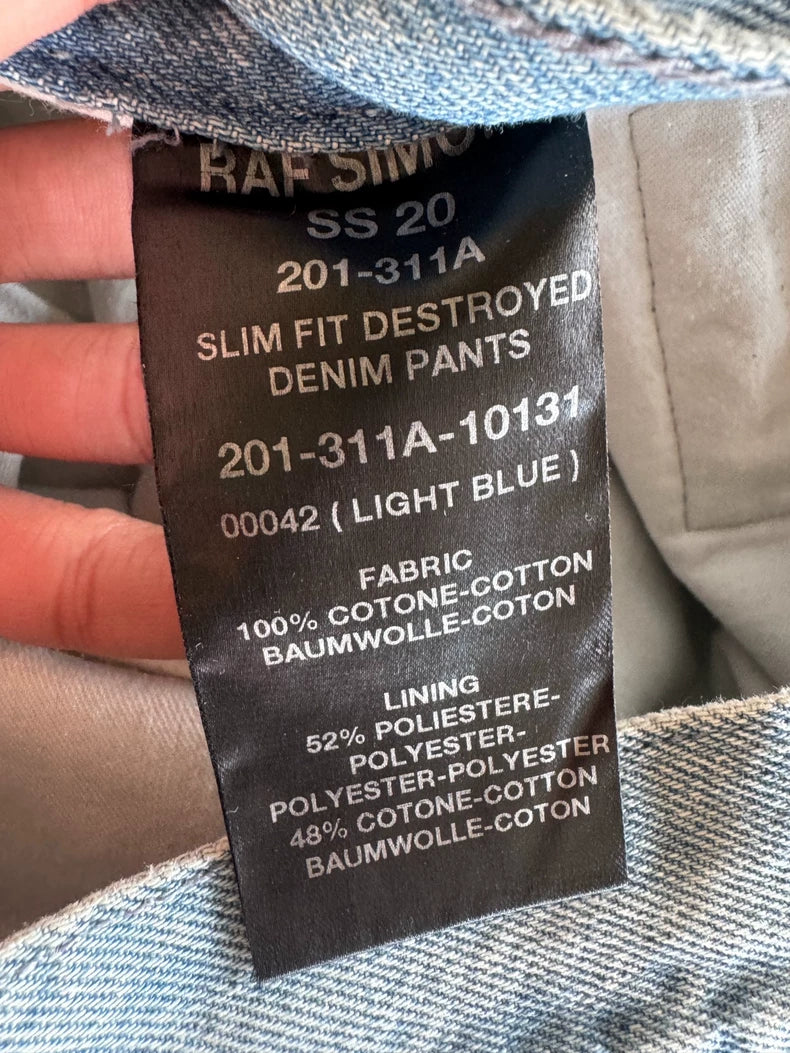 RAF SIMO
SS 20
201-311A
SLIM FIT DESTROYED
DENIM PANTS
201-311A-10131
00042 ( LIGHT BLUE )
FABRIC
100% COTONE-COTTON
BAUMWOLLE-COTON
LINING
52% POLIESTERE-
POLYESTER-
POLYESTER-POLYESTER
48% COTONE-COTTON
BAUMWOLLE-COTON